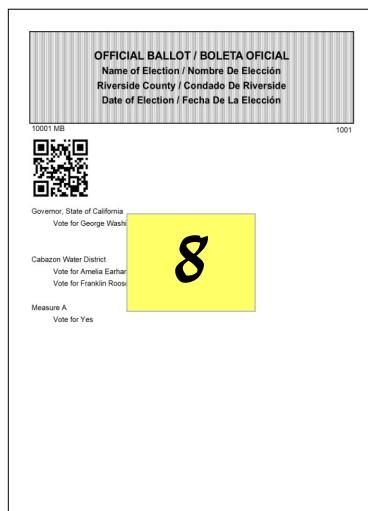 OFFICIAL BALLOT / BOLETA OFICIAL
Name of Election / Nombre De Elección
Riverside County / Condado De Riverside
Date of Election / Fecha De La Elección
10001 MB 1001
Governor, State of California
Vote for George Washi
8
Cabazon Water District
Vote for Amelia Earhar
Vote for Franklin Roos
Measure A
Vote for Yes